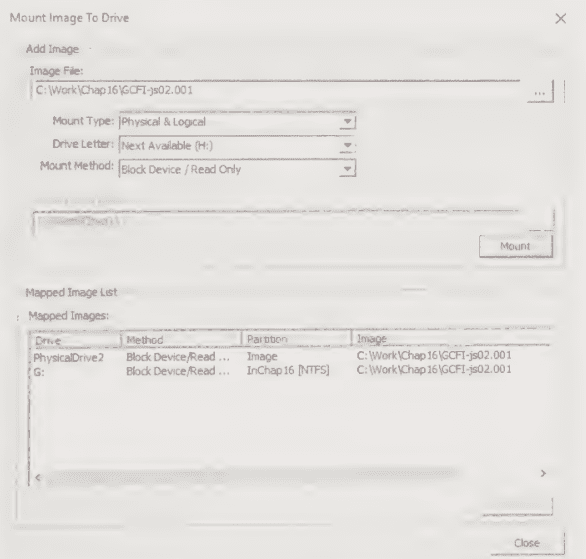 Mount Image To Drive
Add Image
Image File:
C:\Work\Chap16\GCFI-js02.001
...
Mount Type: Physical & Logical
Drive Letter: Next Available (H:)
Mount Method: Block Device / Read Only
Mount
Mapped Image List
Mapped Images:
Drive Method Partition Image
PhysicalDrive2 Block Device/Read ... Image C:\Work\Chap16\GCFI-js02.001
G: Block Device/Read ... InChap16 [NTFS] C:\Work\Chap16\GCFI-js02.001
Close